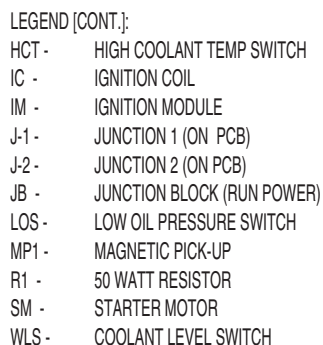 LEGEND [CONT.]:
HCT - HIGH COOLANT TEMP SWITCH
IC - IGNITION COIL
IM - IGNITION MODULE
J-1 - JUNCTION 1 (ON PCB)
J-2 - JUNCTION 2 (ON PCB)
JB - JUNCTION BLOCK (RUN POWER)
LOS - LOW OIL PRESSURE SWITCH
MP1 - MAGNETIC PICK-UP
R1 - 50 WATT RESISTOR
SM - STARTER MOTOR
WLS - COOLANT LEVEL SWITCH